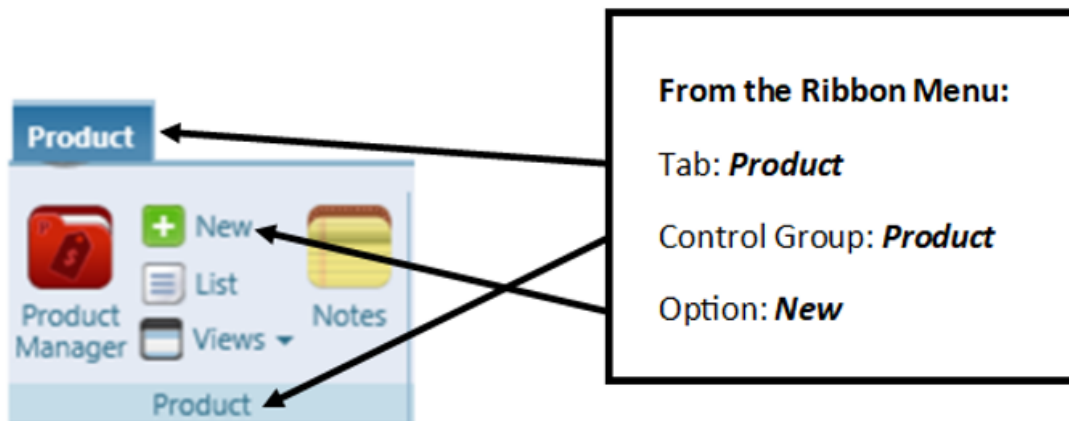 Product
New
List
Product
Manager
Views
Notes
Product
From the Ribbon Menu:
Tab: Product
Control Group: Product
Option: New